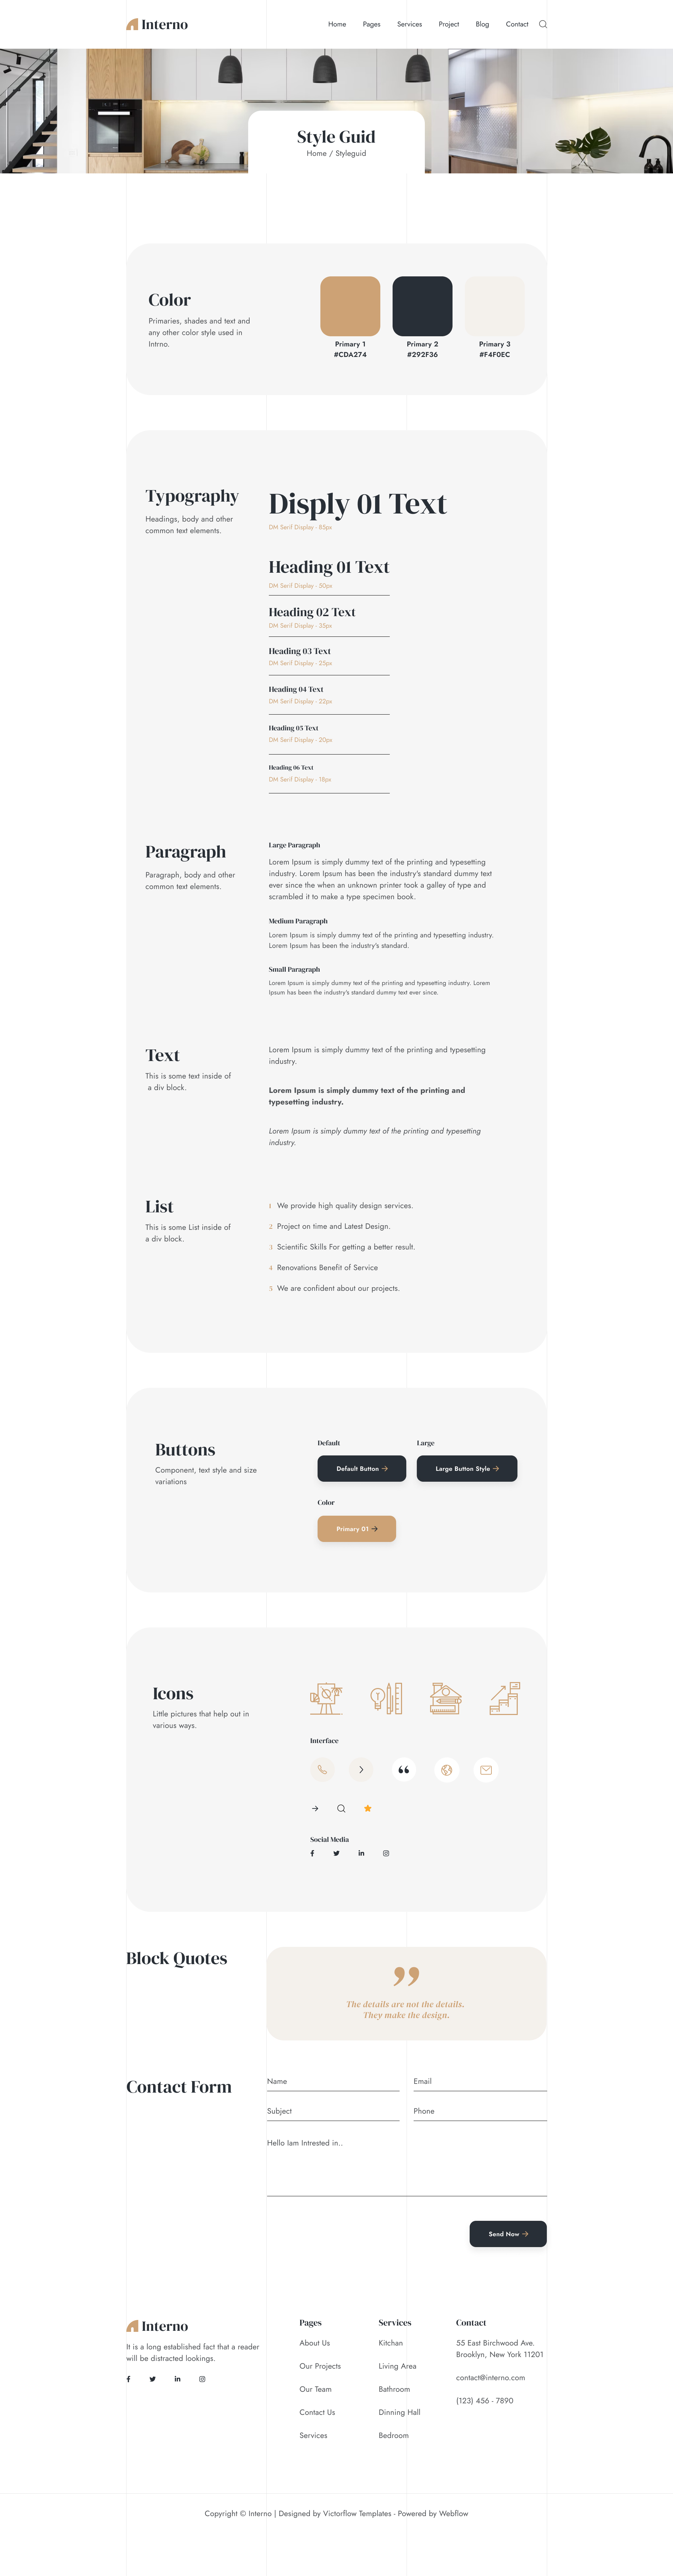 Interno
Home Pages Services Project Blog Contact
Style Guid
Home / Styleguid
Color
Primaries, shades and text and
any other color style used in
Intrno.
Primary 1
#CDA274
Primary 2
#292F36
Primary 3
#F4F0EC
Typography
Headings, body and other
common text elements.
Disply 01 Text
DM Serif Display - 85px
Heading 01 Text
DM Serif Display - 50px
Heading 02 Text
DM Serif Display - 35px
Heading 03 Text
DM Serif Display - 25px
Heading 04 Text
DM Serif Display - 22px
Heading 05 Text
DM Serif Display - 20px
Heading 06 Text
DM Serif Display - 18px
Paragraph
Paragraph, body and other
common text elements.
Large Paragraph
Lorem Ipsum is simply dummy text of the printing and typesetting
industry. Lorem Ipsum has been the industry's standard dummy text
ever since the when an unknown printer took a galley of type and
scrambled it to make a type specimen book.
Medium Paragraph
Lorem Ipsum is simply dummy text of the printing and typesetting industry.
Lorem Ipsum has been the industry's standard.
Small Paragraph
Lorem Ipsum is simply dummy text of the printing and typesetting industry. Lorem
Ipsum has been the industry's standard dummy text ever since.
Text
This is some text inside of
a div block.
Lorem Ipsum is simply dummy text of the printing and typesetting
industry.
Lorem Ipsum is simply dummy text of the printing and
typesetting industry.
Lorem Ipsum is simply dummy text of the printing and typesetting
industry.
List
This is some List inside of
a div block.
1 We provide high quality design services.
2 Project on time and Latest Design.
3 Scientific Skills For getting a better result.
4 Renovations Benefit of Service
5 We are confident about our projects.
Buttons
Component, text style and size
variations
Default
Default Button
Large
Large Button Style
Color
Primary 01
Icons
Little pictures that help out in
various ways.
Interface
Social Media
Block Quotes
The details are not the details.
They make the design.
Contact Form
Name
Email
Subject
Phone
Hello Iam Intrested in..
Send Now
Interno
It is a long established fact that a reader
will be distracted lookings.
Pages
About Us
Our Projects
Our Team
Contact Us
Services
Services
Kitchan
Living Area
Bathroom
Dinning Hall
Bedroom
Contact
55 East Birchwood Ave.
Brooklyn, New York 11201
contact@interno.com
(123) 456 - 7890
Copyright © Interno | Designed by Victorflow Templates - Powered by Webflow